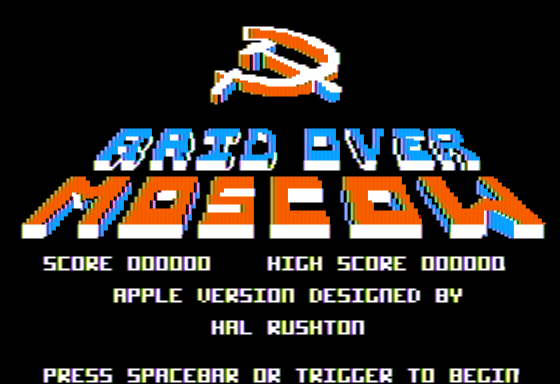 RAID OVER
MOSCOW
SCORE 000000 HIGH SCORE 000000
APPLE VERSION DESIGNED BY
HAL RUSHTON
PRESS SPACEBAR OR TRIGGER TO BEGIN